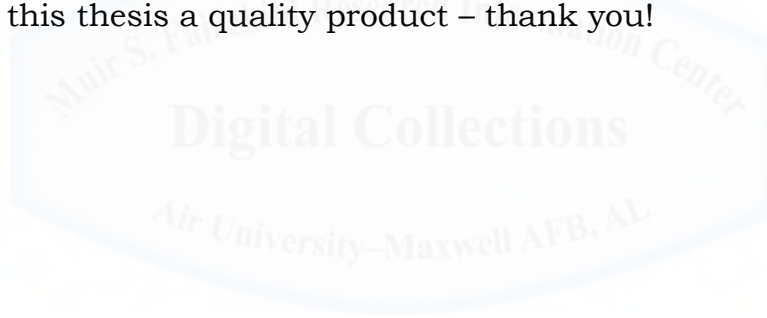 this thesis a quality product – thank you!
Muir S. Fairchild Research Information Center
Digital Collections
Air University–Maxwell AFB, AL